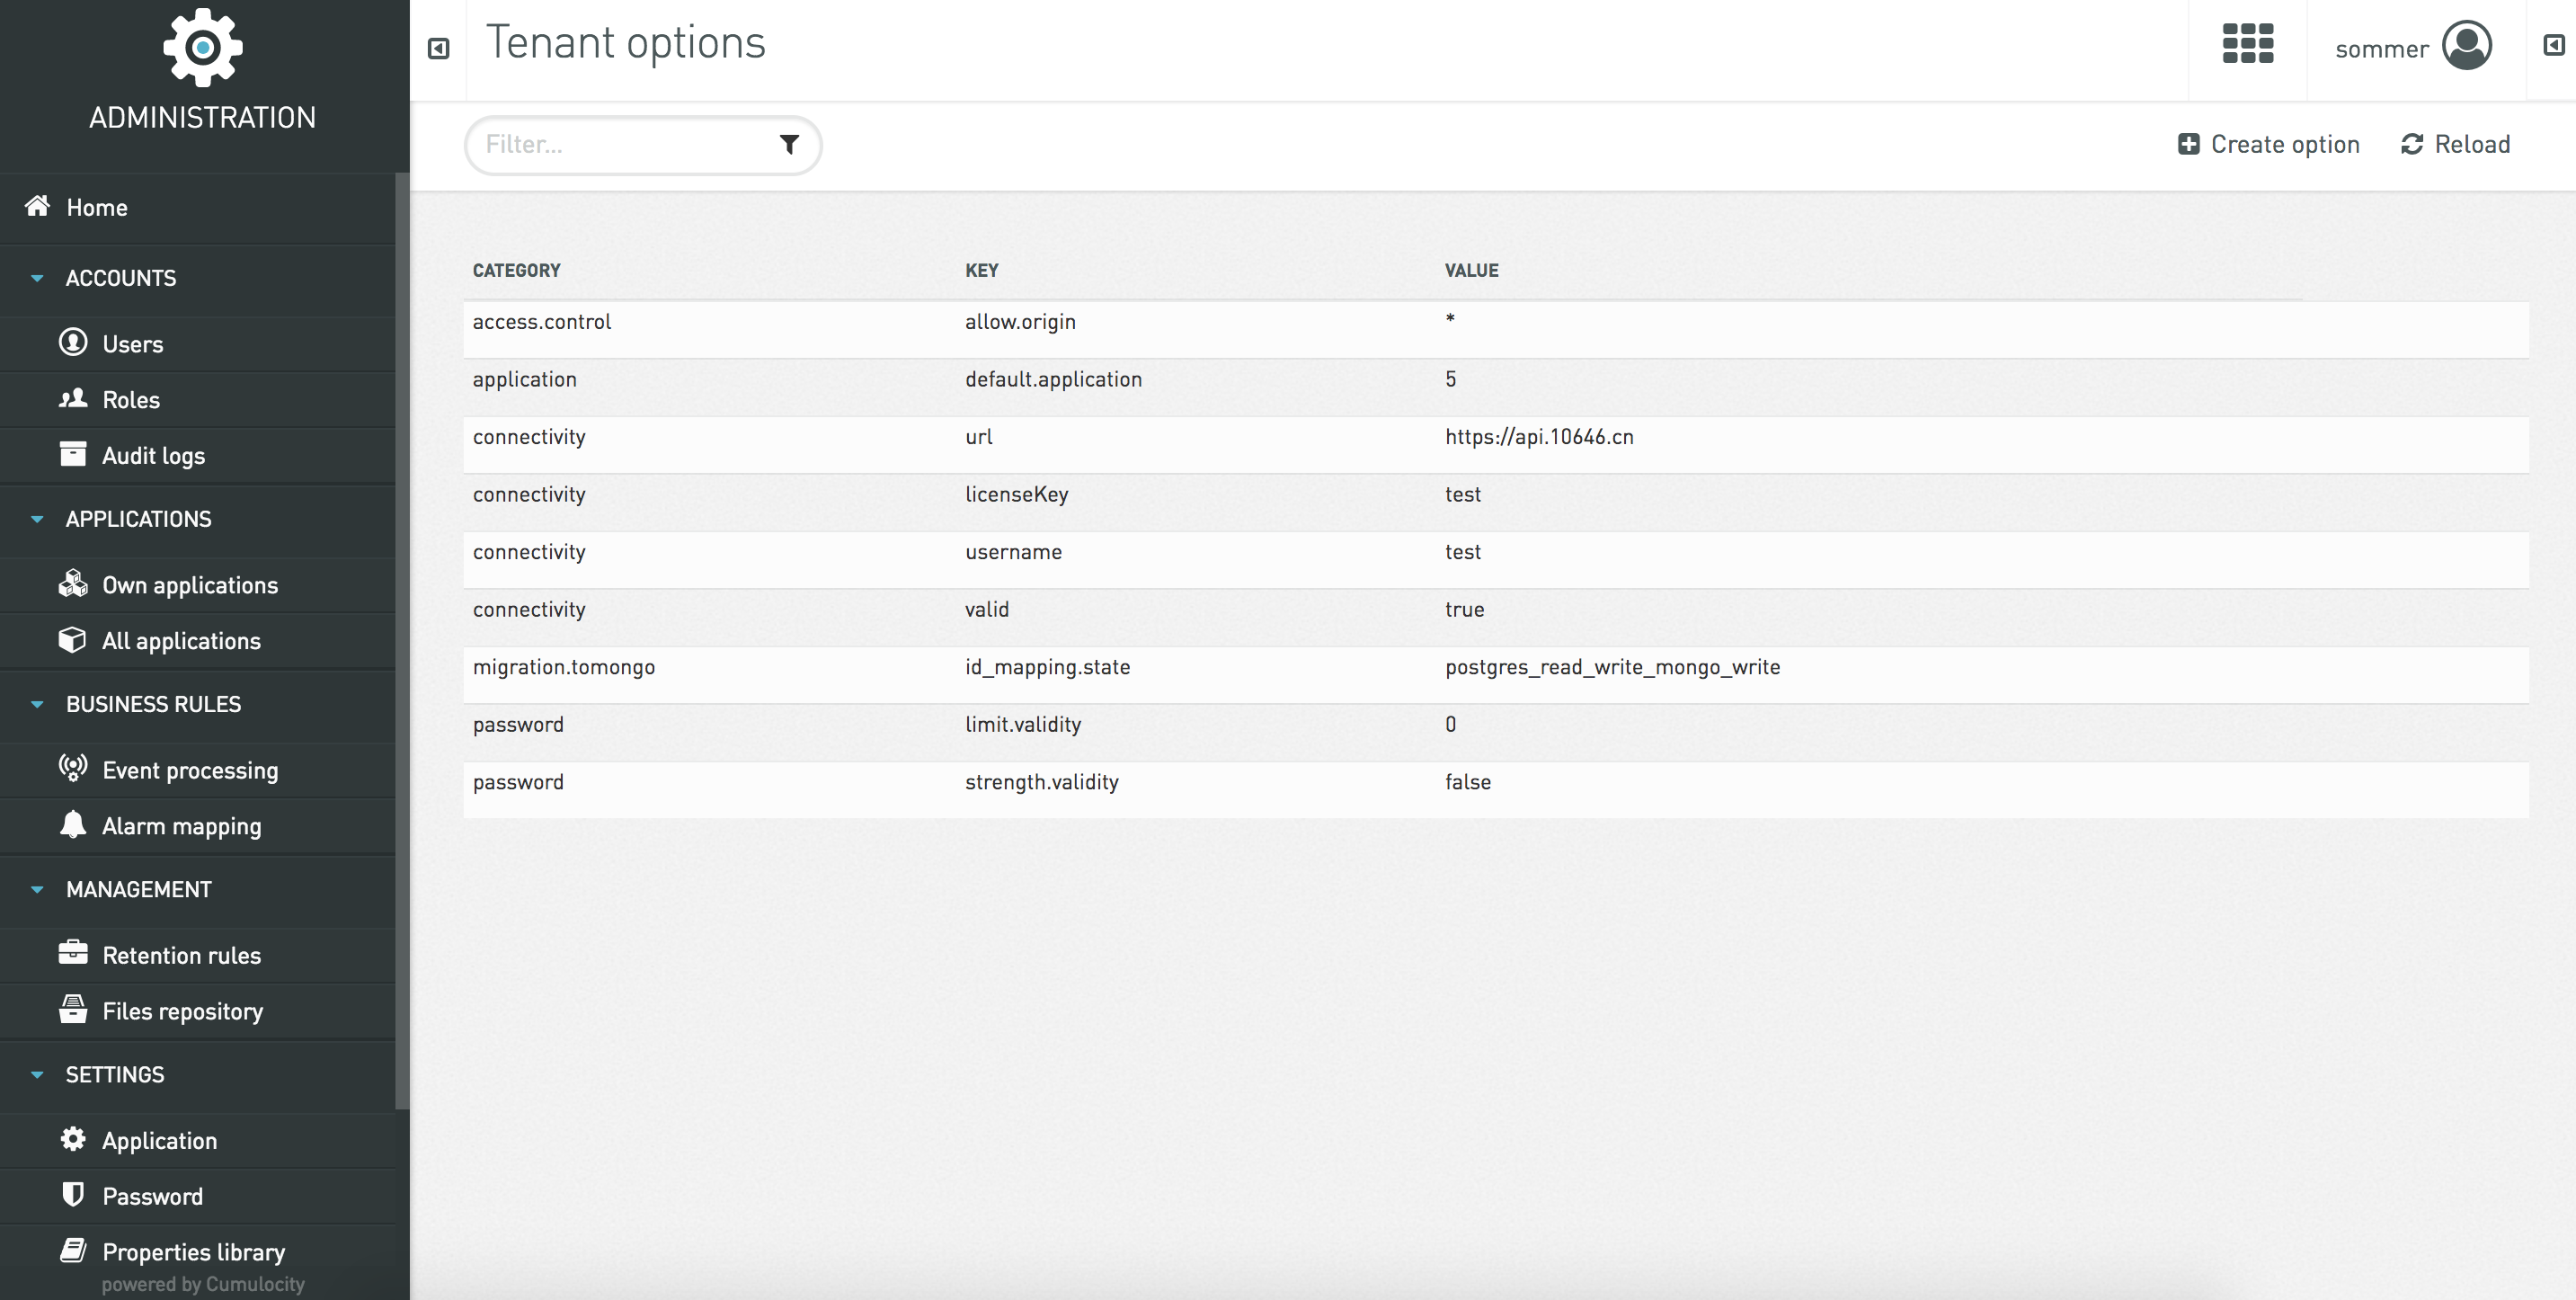 ADMINISTRATION
Home
ACCOUNTS
Users
Roles
Audit logs
APPLICATIONS
Own applications
All applications
BUSINESS RULES
Event processing
Alarm mapping
MANAGEMENT
Retention rules
Files repository
SETTINGS
Application
Password
Properties library
powered by Cumulocity
Tenant options
sommer
Filter...
Create option Reload
CATEGORY KEY VALUE
access.control allow.origin *
application default.application 5
connectivity url https://api.10646.cn
connectivity licenseKey test
connectivity username test
connectivity valid true
migration.tomongo id_mapping.state postgres_read_write_mongo_write
password limit.validity 0
password strength.validity false